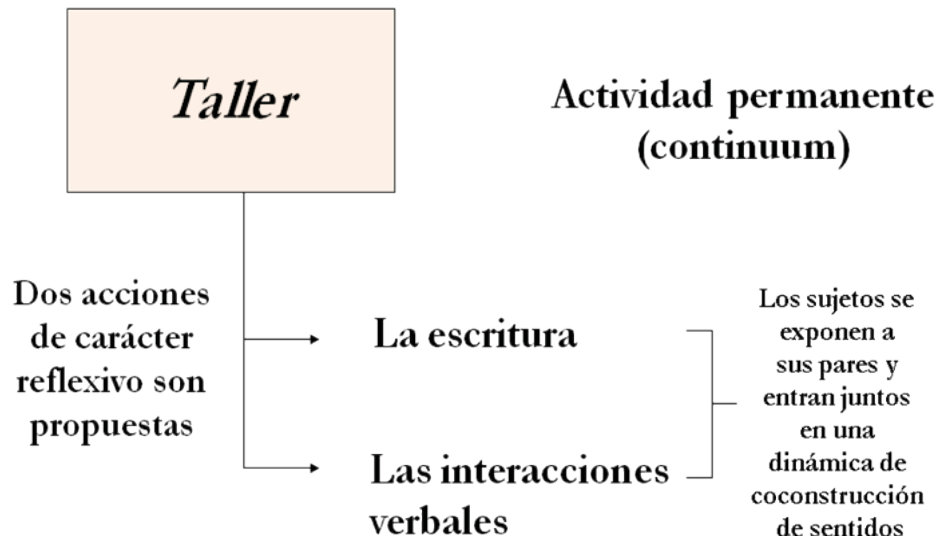 Taller
Actividad permanente
(continuum)
Dos acciones
de carácter
reflexivo son
propuestas
La escritura
Las interacciones
verbales
Los sujetos se
exponen a
sus pares y
entran juntos
en una
dinámica de
coconstrucción
de sentidos